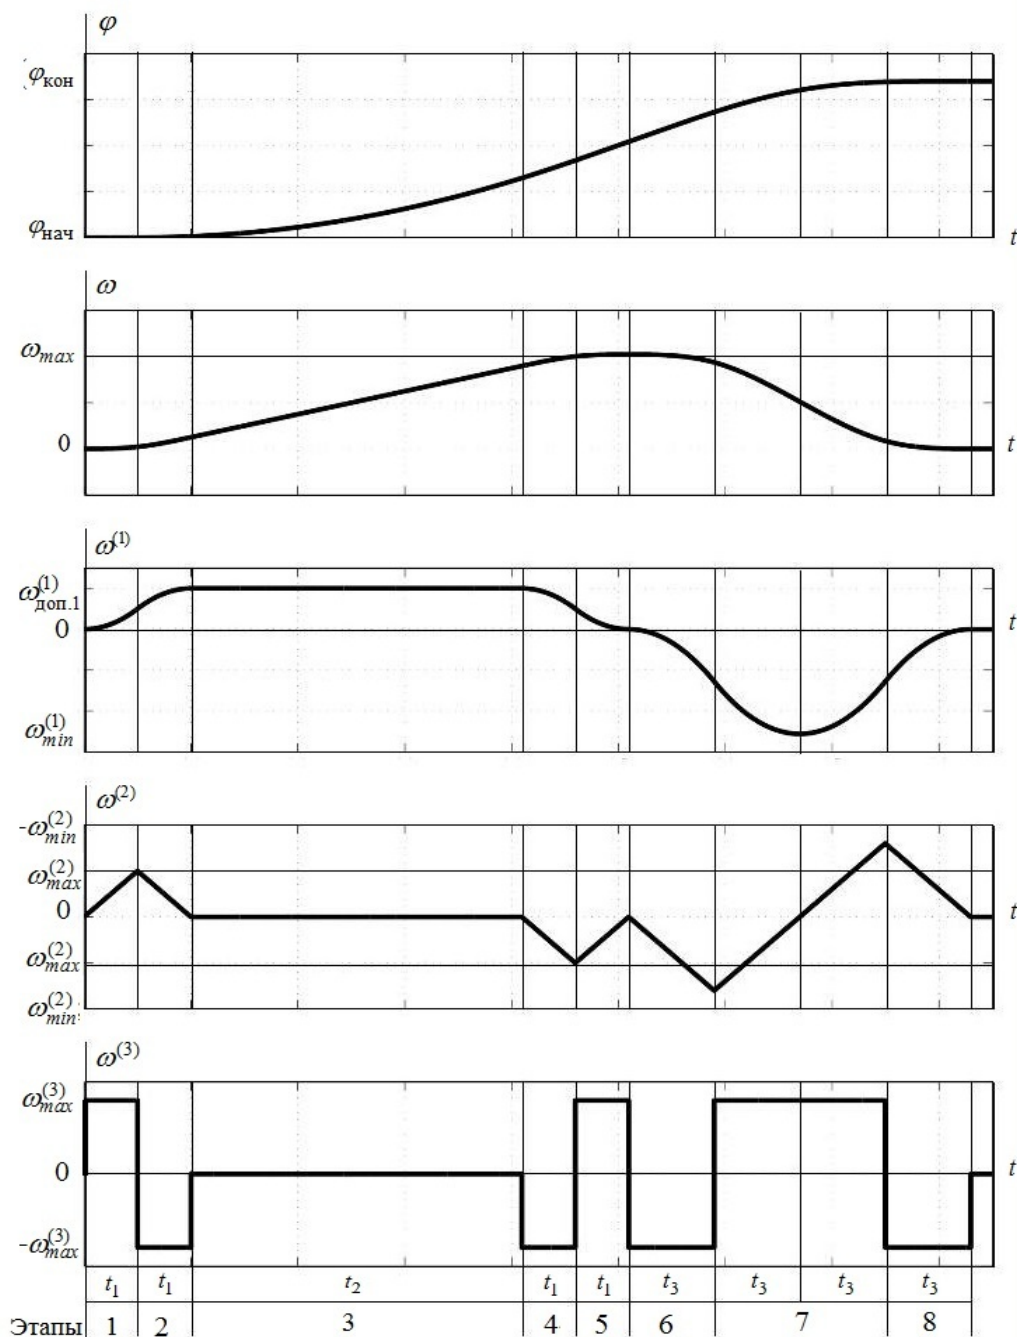 φ
φкон
φнач
t
ω
ωmax
0
t
ω(1)
ω(1)доп.1
0
t
ω(1)min
ω(2)
-ω(2)min
ω(2)max
0
t
ω(2)max
ω(2)min
ω(3)
ω(3)max
0
t
-ω(3)max
t1 t1 t2 t1 t1 t3 t3 t3 t3
Этапы 1 2 3 4 5 6 7 8